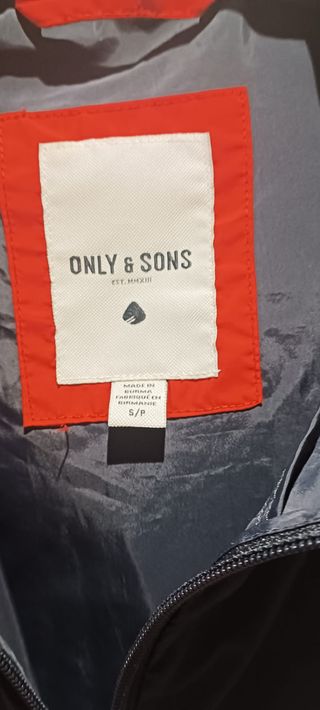 ONLY & SONS
EST. MMXIII
MADE IN
BURMA
FABRIQUÉ EN
BIRMANIE
S/P